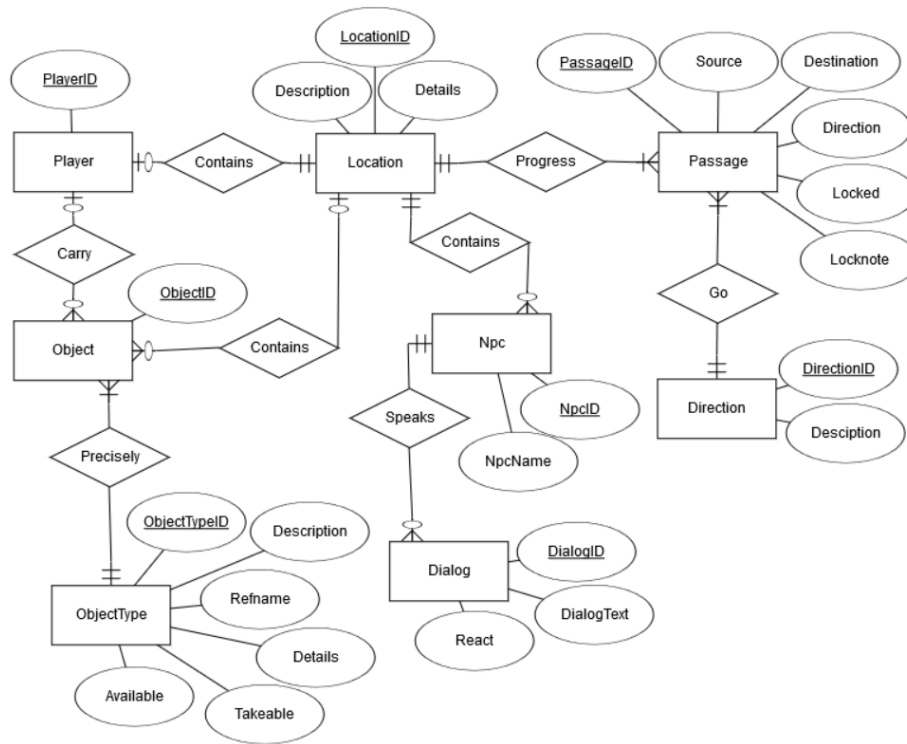 LocationID
PlayerID
PassageID
Source
Destination
Description
Details
Direction
Player
Contains
Location
Progress
Passage
Locked
Carry
Contains
Locknote
ObjectID
Go
Object
Contains
Npc
DirectionID
Speaks
NpcID
Direction
Desciption
Precisely
NpcName
ObjectTypeID
Description
DialogID
Dialog
Refname
ObjectType
DialogText
React
Details
Available
Takeable